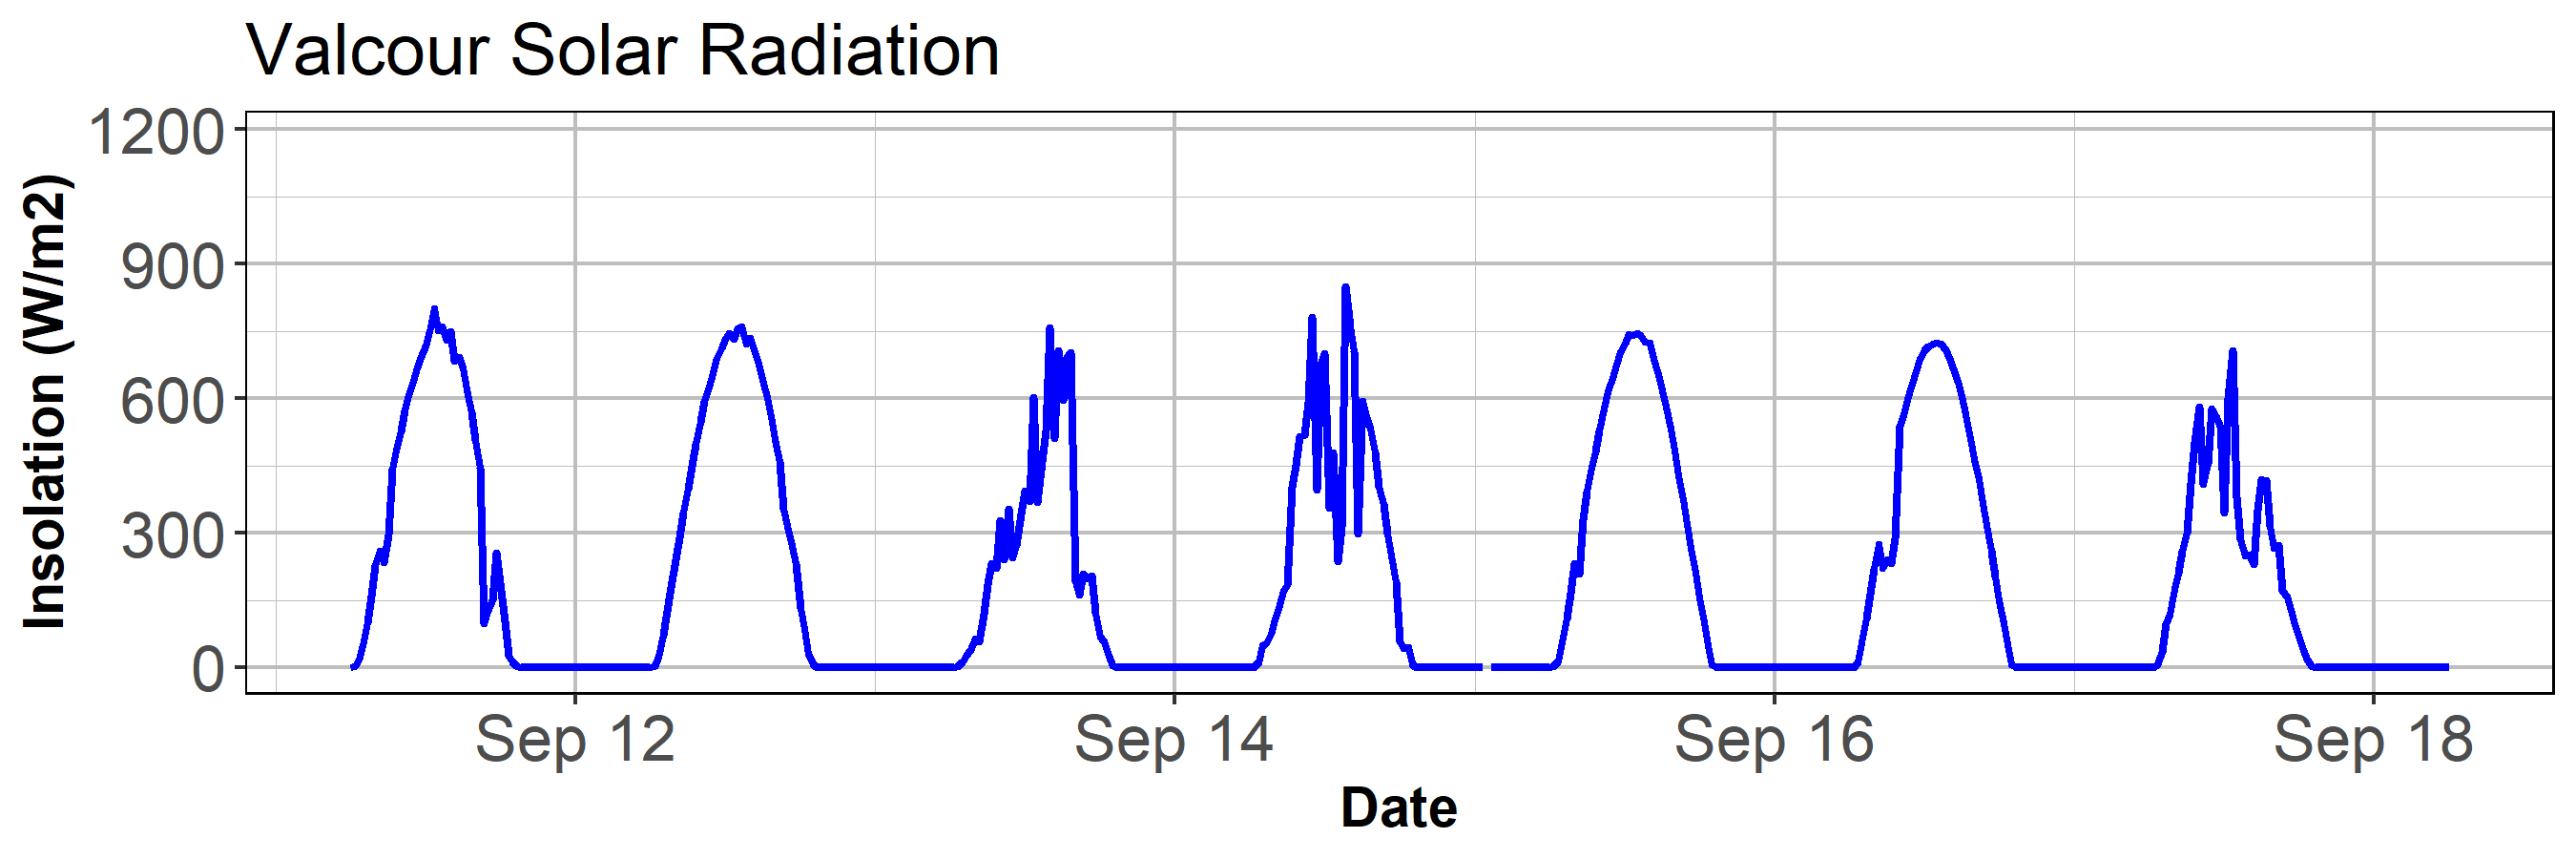 Valcour Solar Radiation
Insolation (W/m2)
1200
900
600
300
0
Sep 12 Sep 14 Sep 16 Sep 18
Date